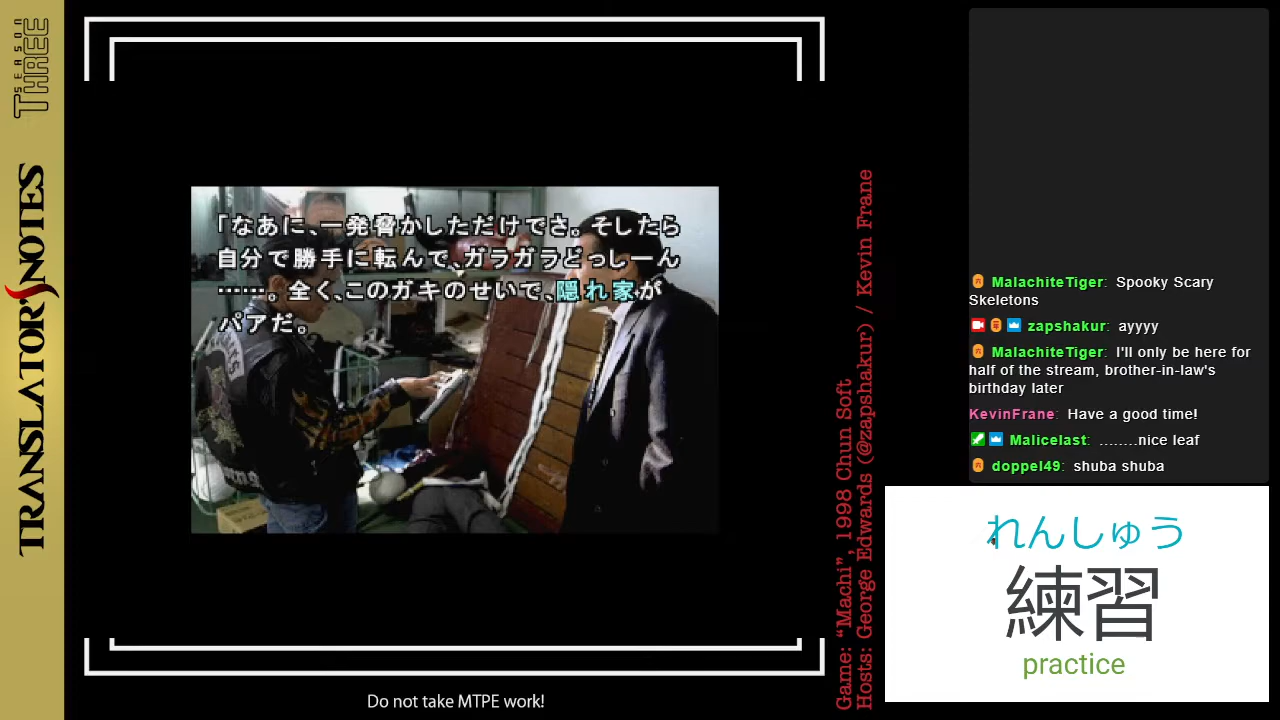 SEASON
THREE
TRANSLATOR'S NOTES
「なあに、一発脅かしただけでさ。そしたら
自分で勝手に転んで、ガラガラどっしーん
……。全く、このガキのせいで、隠れ家が
パアだ。
Do not take MTPE work!
Game: “Machi”, 1998 Chun Soft
Hosts: George Edwards (@zapshakur) / Kevin Frane
MalachiteTiger: Spooky Scary
Skeletons
zapshakur: ayyyy
MalachiteTiger: I'll only be here for
half of the stream, brother-in-law's
birthday later
KevinFrane: Have a good time!
Malicelast: ........nice leaf
doppel49: shuba shuba
れんしゅう
練習
practice